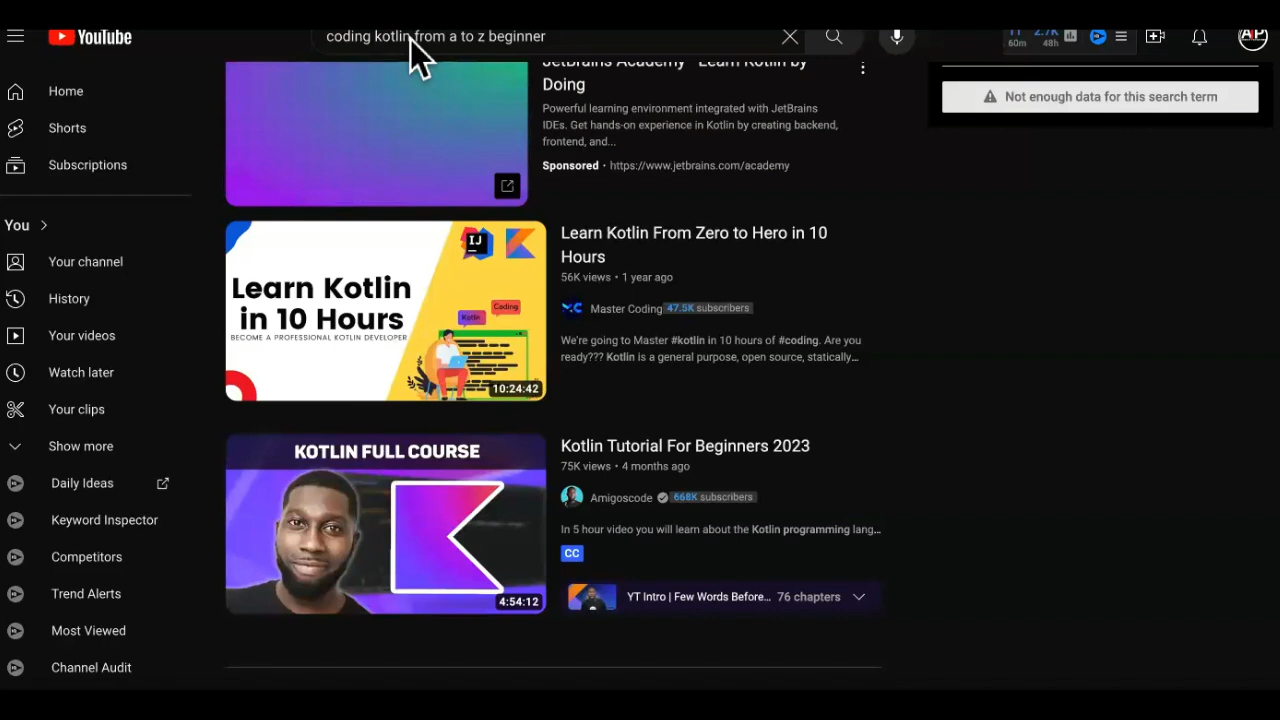 YouTube
coding kotlin from a to z beginner
60m
2.7K
48h
Home
Shorts
Subscriptions
You
Your channel
History
Your videos
Watch later
Your clips
Show more
Daily Ideas
Keyword Inspector
Competitors
Trend Alerts
Most Viewed
Channel Audit
JetBrains Academy - Learn Kotlin by
Doing
Powerful learning environment integrated with JetBrains
IDEs. Get hands-on experience in Kotlin by creating backend,
frontend, and...
Sponsored · https://www.jetbrains.com/academy
Not enough data for this search term
IJ
Learn Kotlin
in 10 Hours
BECOME A PROFESSIONAL KOTLIN DEVELOPER
Coding
Kotlin
10:24:42
Learn Kotlin From Zero to Hero in 10
Hours
56K views • 1 year ago
Master Coding 47.5K subscribers
We're going to Master #kotlin in 10 hours of #coding. Are you
ready??? Kotlin is a general purpose, open source, statically...
KOTLIN FULL COURSE
4:54:12
Kotlin Tutorial For Beginners 2023
75K views • 4 months ago
Amigoscode 668K subscribers
In 5 hour video you will learn about the Kotlin programming lang...
CC
YT Intro | Few Words Before... 76 chapters